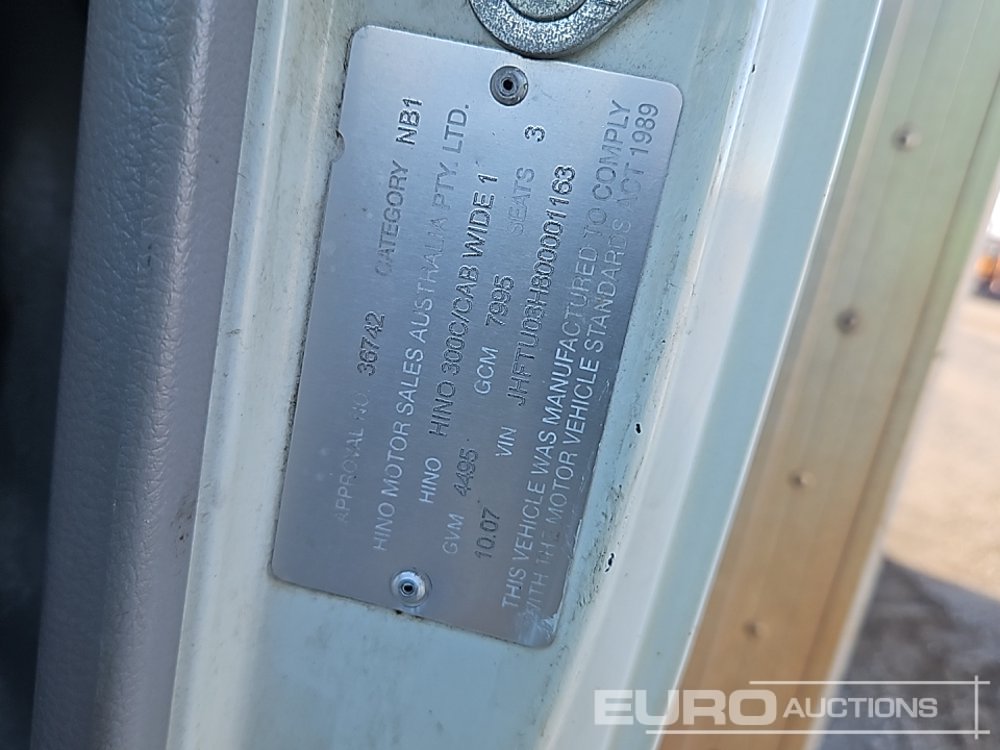 APPROVAL NO 36742 CATEGORY NB1
HINO MOTOR SALES AUSTRALIA PTY. LTD.
HINO HINO 300C/CAB WIDE 1
GVM 4495 GCM 7995 SEATS 3
10.07 VIN JHFTU03H800001163
THIS VEHICLE WAS MANUFACTURED TO COMPLY
WITH THE MOTOR VEHICLE STANDARDS ACT 1989
EURO AUCTIONS